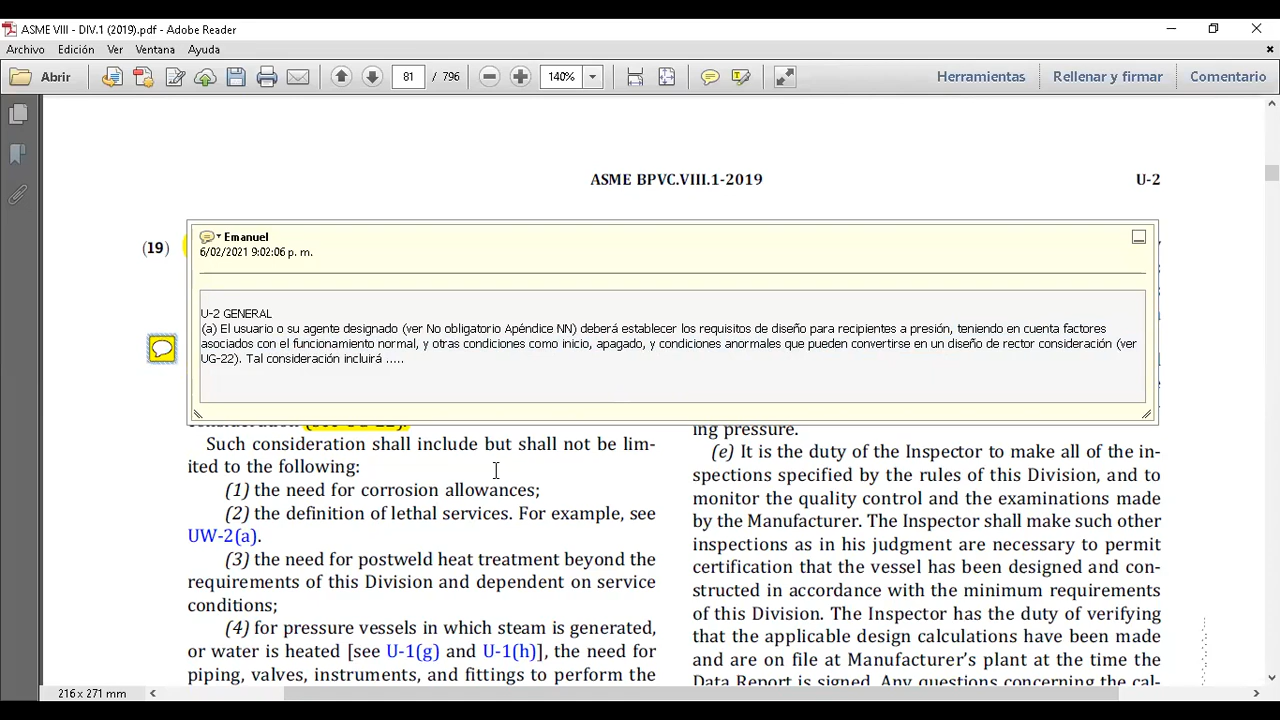 ASME VIII - DIV.1 (2019).pdf - Adobe Reader
Archivo Edición Ver Ventana Ayuda
Abrir 81 / 796 140% Herramientas Rellenar y firmar Comentario
ASME BPVC.VIII.1-2019 U-2
(19)
Emanuel
6/02/2021 9:02:06 p. m.
U-2 GENERAL
(a) El usuario o su agente designado (ver No obligatorio Apéndice NN) deberá establecer los requisitos de diseño para recipientes a presión, teniendo en cuenta factores
asociados con el funcionamiento normal, y otras condiciones como inicio, apagado, y condiciones anormales que pueden convertirse en un diseño de rector consideración (ver
UG-22). Tal consideración incluirá .....
Such consideration shall include but shall not be lim-
ited to the following:
(1) the need for corrosion allowances;
(2) the definition of lethal services. For example, see
UW-2(a).
(3) the need for postweld heat treatment beyond the
requirements of this Division and dependent on service
conditions;
(4) for pressure vessels in which steam is generated,
or water is heated [see U-1(g) and U-1(h)], the need for
piping, valves, instruments, and fittings to perform the
ing pressure.
(e) It is the duty of the Inspector to make all of the in-
spections specified by the rules of this Division, and to
monitor the quality control and the examinations made
by the Manufacturer. The Inspector shall make such other
inspections as in his judgment are necessary to permit
certification that the vessel has been designed and con-
structed in accordance with the minimum requirements
of this Division. The Inspector has the duty of verifying
that the applicable design calculations have been made
and are on file at Manufacturer's plant at the time the
Data Report is signed. Any questions concerning the cal-
216 x 271 mm